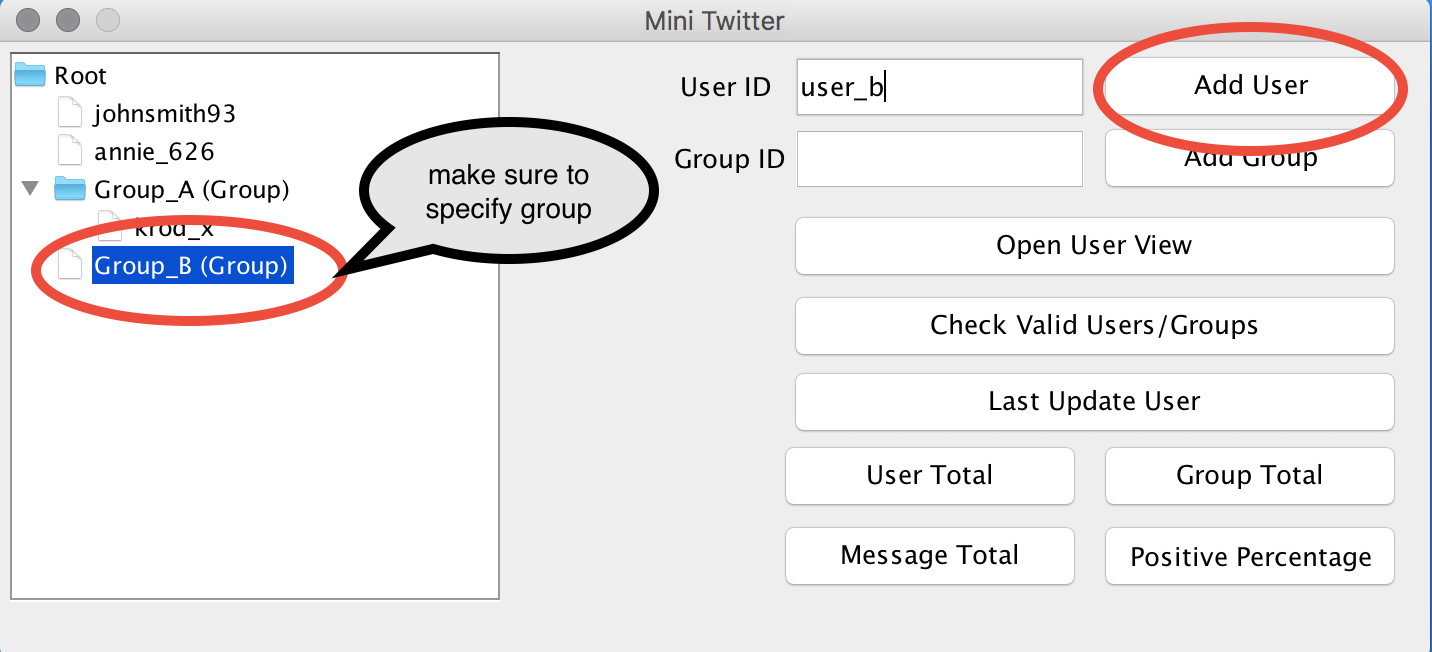 Mini Twitter
Root
johnsmith93
annie_626
Group_A (Group)
krod_x
Group_B (Group)
make sure to
specify group
User ID
user_b
Add User
Group ID
Add Group
Open User View
Check Valid Users/Groups
Last Update User
User Total
Group Total
Message Total
Positive Percentage